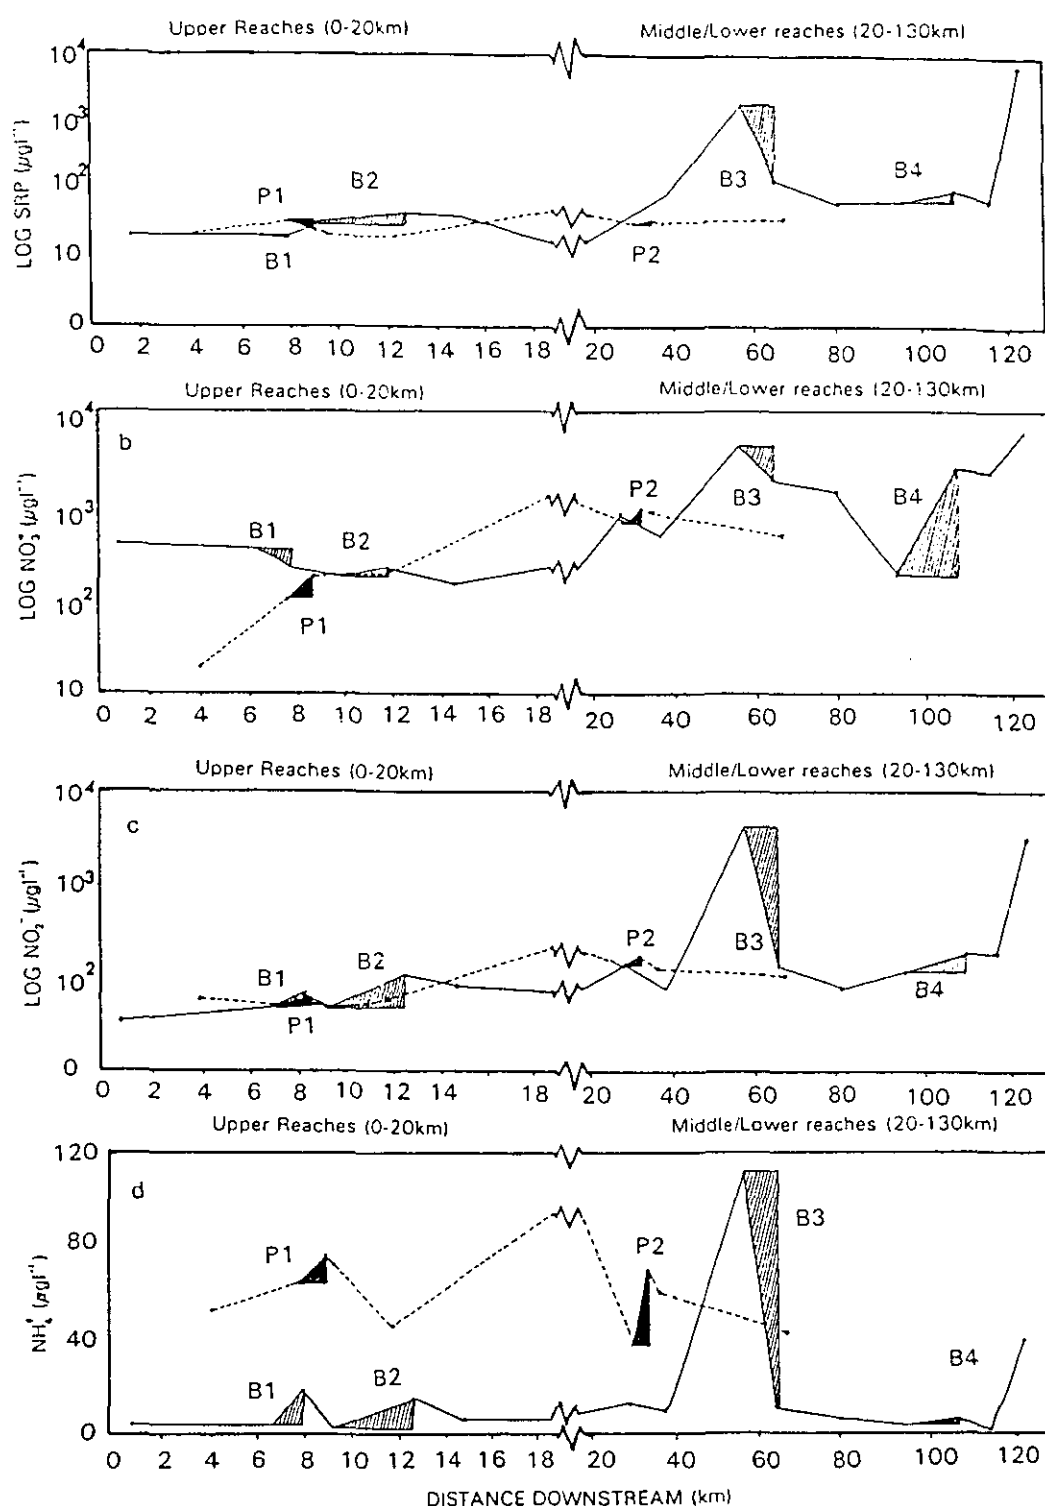 Upper Reaches (0-20km) Middle/Lower reaches (20-130km)
LOG SRP (µgl⁻¹)
10⁴
10³
10²
10
0
P1 B2 B1 P2 B3 B4
0 2 4 6 8 10 12 14 16 18 20 40 60 80 100 120
Upper Reaches (0-20km) Middle/Lower reaches (20-130km)
b
LOG (µgl⁻¹)
10⁴
10³
10²
10
B1 B2 P1 P2 B3 B4
0 2 4 6 8 10 12 14 16 18 20 40 60 80 100 120
Upper Reaches (0-20km) Middle/Lower reaches (20-130km)
c
LOG NO₂⁻ (µgl⁻¹)
10⁴
10³
10²
0
B1 B2 P1 P2 B3 B4
0 2 4 6 8 10 12 14 16 18 20 40 60 80 100 120
Upper Reaches (0-20km) Middle/Lower reaches (20-130km)
d
NH₄⁺ (µgl⁻¹)
120
80
40
0
P1 B1 B2 P2 B3 B4
0 2 4 6 8 10 12 14 16 18 20 40 60 80 100 120
DISTANCE DOWNSTREAM (km)